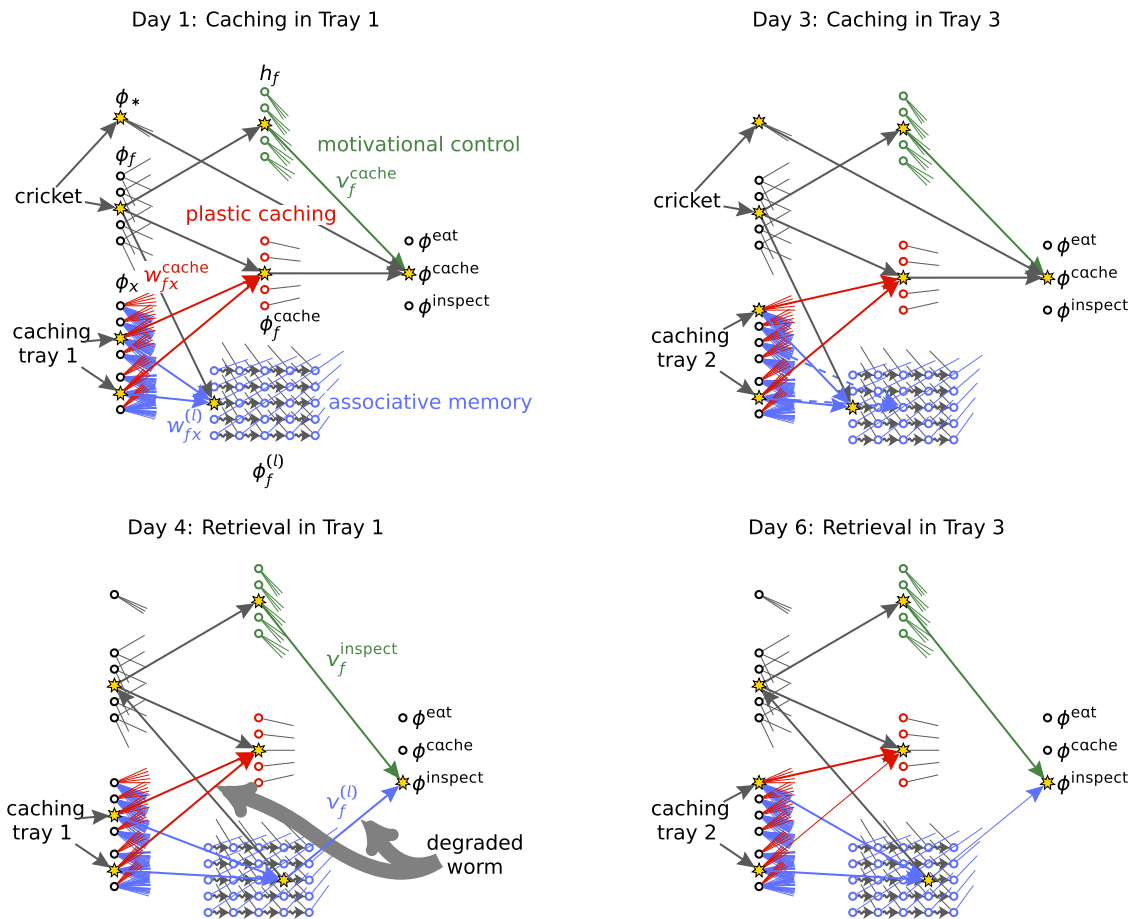 Day 1: Caching in Tray 1
ϕ∗
h_f
ϕ_f
motivational control
cricket
v_f^cache
plastic caching
ϕ^eat
w_fx^cache
ϕ^cache
ϕ_x
ϕ^inspect
caching
tray 1
ϕ_f^cache
associative memory
w_fx^(l)
ϕ_f^(l)
Day 3: Caching in Tray 3
cricket
ϕ^eat
ϕ^cache
ϕ^inspect
caching
tray 2
Day 4: Retrieval in Tray 1
v_f^inspect
ϕ^eat
ϕ^cache
ϕ^inspect
caching
tray 1
v_f^(l)
degraded
worm
Day 6: Retrieval in Tray 3
ϕ^eat
ϕ^cache
ϕ^inspect
caching
tray 2